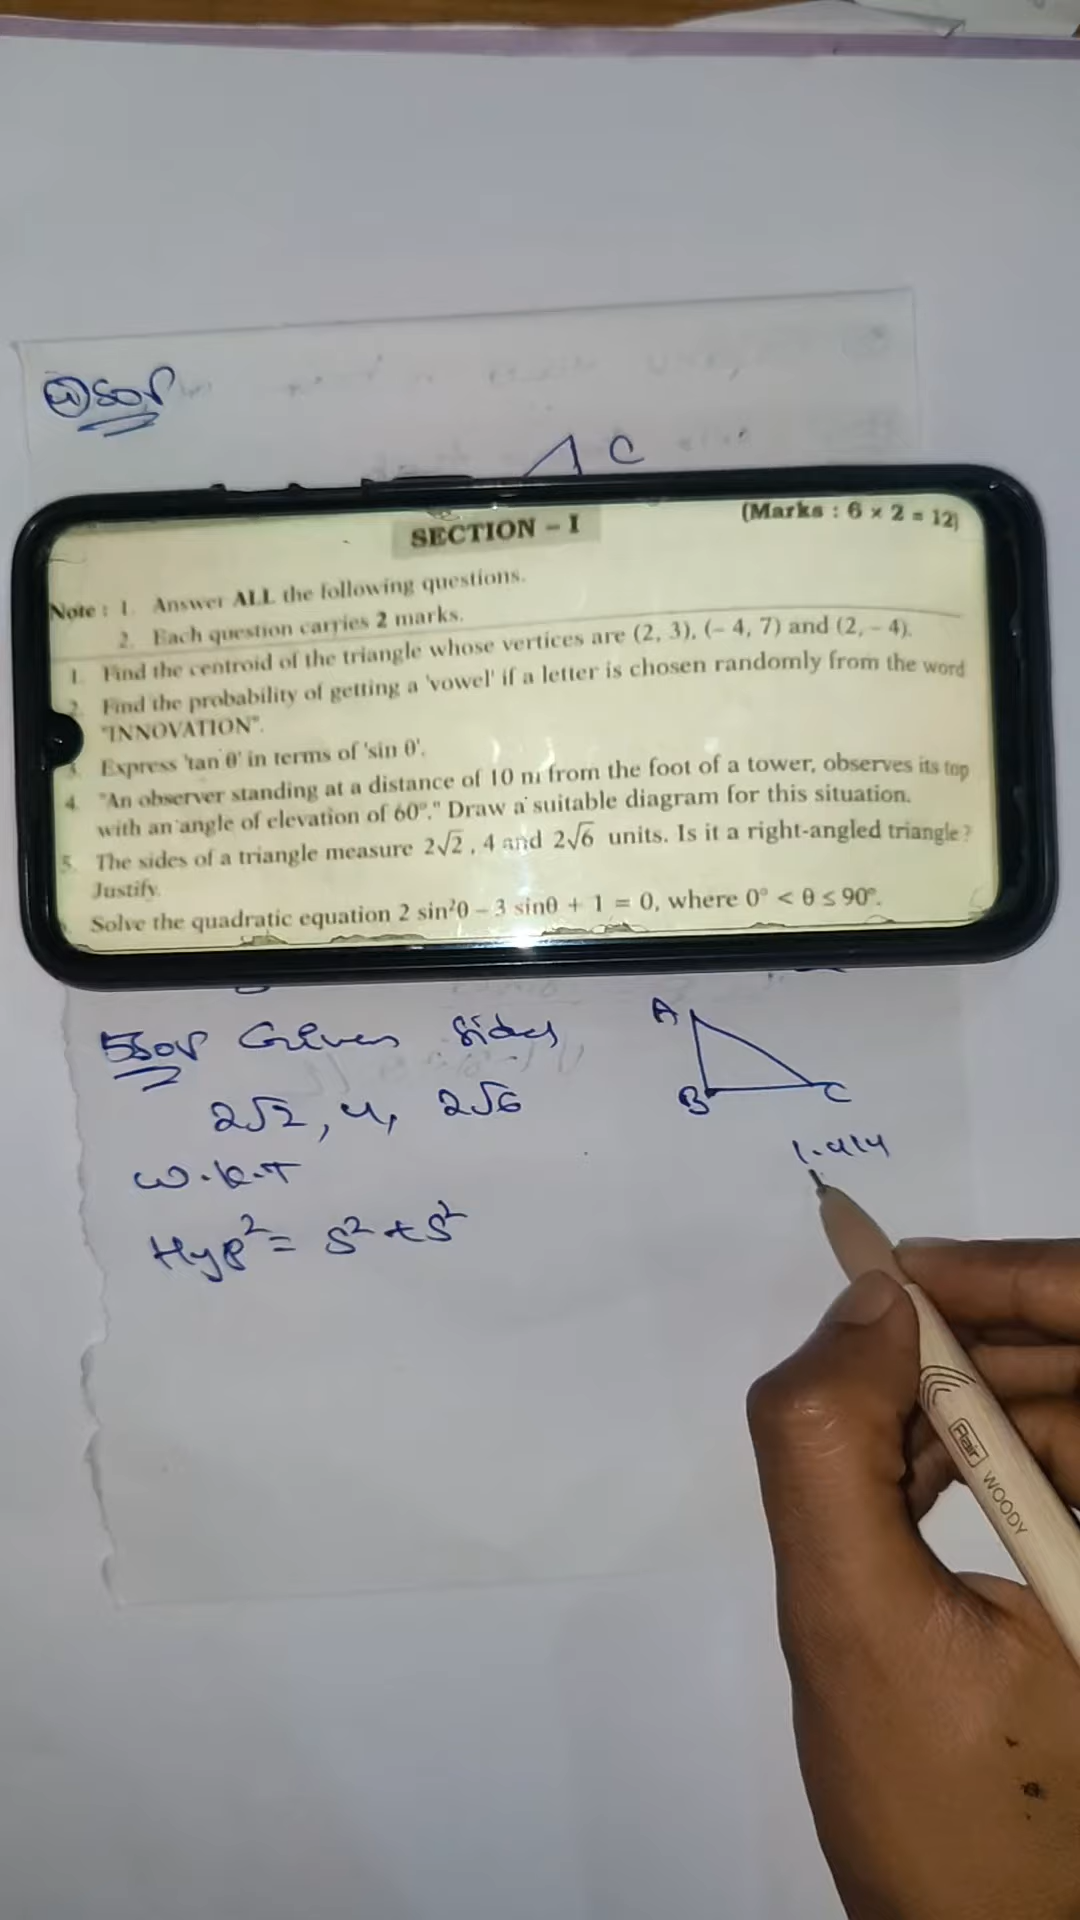 ④ Sol
C
SECTION – I
(Marks : 6 × 2 = 12)
Note : 1. Answer ALL the following questions.
2. Each question carries 2 marks.
1. Find the centroid of the triangle whose vertices are (2, 3), (– 4, 7) and (2, – 4).
2. Find the probability of getting a 'vowel' if a letter is chosen randomly from the word
"INNOVATION".
3. Express 'tan θ' in terms of 'sin θ'.
4. "An observer standing at a distance of 10 m from the foot of a tower, observes its top
with an angle of elevation of 60°." Draw a suitable diagram for this situation.
5. The sides of a triangle measure 2√2 , 4 and 2√6 units. Is it a right-angled triangle ?
Justify.
Solve the quadratic equation 2 sin²θ – 3 sinθ + 1 = 0, where 0° < θ ≤ 90°.
5 Sol Given sides
2√2, 4, 2√6
W.K.T
Hyp² = S² + S²
A
B
C
1.414
Flair WOODY